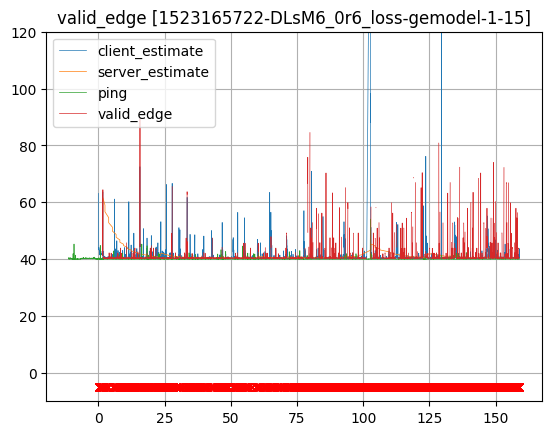 valid_edge [1523165722-DLsM6_0r6_loss-gemodel-1-15]
120
100
80
60
40
20
0
client_estimate
server_estimate
ping
valid_edge
0 25 50 75 100 125 150